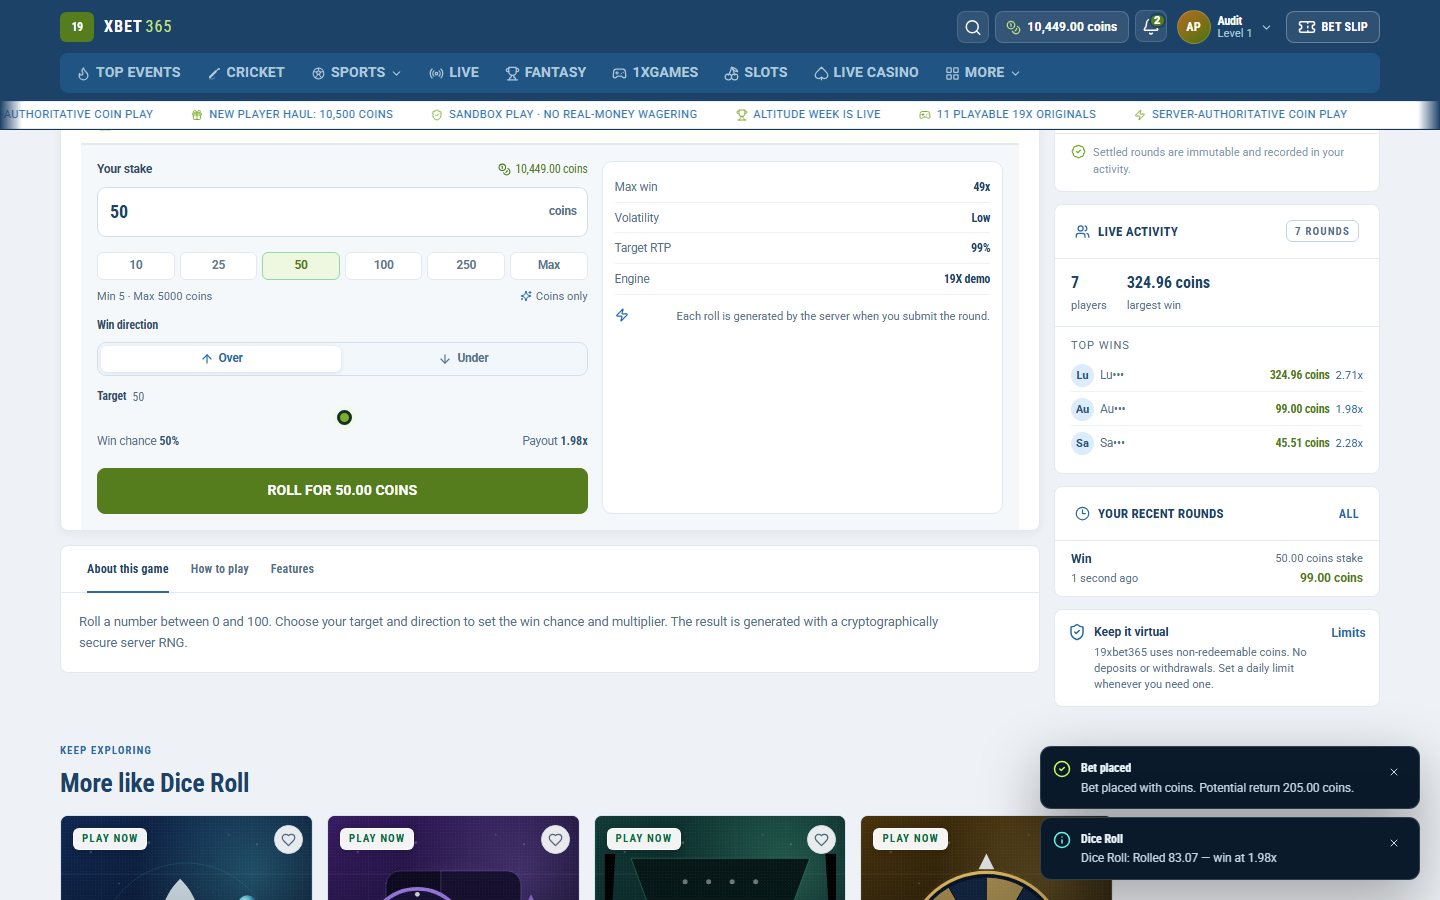 19 XBET 365
10,449.00 coins
2
AP
Audit
Level 1
BET SLIP
TOP EVENTS
CRICKET
SPORTS
LIVE
FANTASY
1XGAMES
SLOTS
LIVE CASINO
MORE
AUTHORITATIVE COIN PLAY
NEW PLAYER HAUL: 10,500 COINS
SANDBOX PLAY - NO REAL-MONEY WAGERING
ALTITUDE WEEK IS LIVE
11 PLAYABLE 19X ORIGINALS
SERVER-AUTHORITATIVE COIN PLAY
Your stake
10,449.00 coins
50
coins
10
25
50
100
250
Max
Min 5 · Max 5000 coins
Coins only
Win direction
Over
Under
Target 50
Win chance 50%
Payout 1.98x
ROLL FOR 50.00 COINS
Max win 49x
Volatility Low
Target RTP 99%
Engine 19X demo
Each roll is generated by the server when you submit the round.
Settled rounds are immutable and recorded in your
activity.
LIVE ACTIVITY
7 ROUNDS
7
players
324.96 coins
largest win
TOP WINS
Lu Lu••• 324.96 coins 2.71x
Au Au••• 99.00 coins 1.98x
Sa Sa••• 45.51 coins 2.28x
YOUR RECENT ROUNDS
ALL
Win
50.00 coins stake
1 second ago
99.00 coins
Keep it virtual
Limits
19xbet365 uses non-redeemable coins. No
deposits or withdrawals. Set a daily limit
whenever you need one.
About this game
How to play
Features
Roll a number between 0 and 100. Choose your target and direction to set the win chance and multiplier. The result is generated with a cryptographically
secure server RNG.
KEEP EXPLORING
More like Dice Roll
PLAY NOW
PLAY NOW
PLAY NOW
PLAY NOW
Bet placed
Bet placed with coins. Potential return 205.00 coins.
Dice Roll
Dice Roll: Rolled 83.07 — win at 1.98x